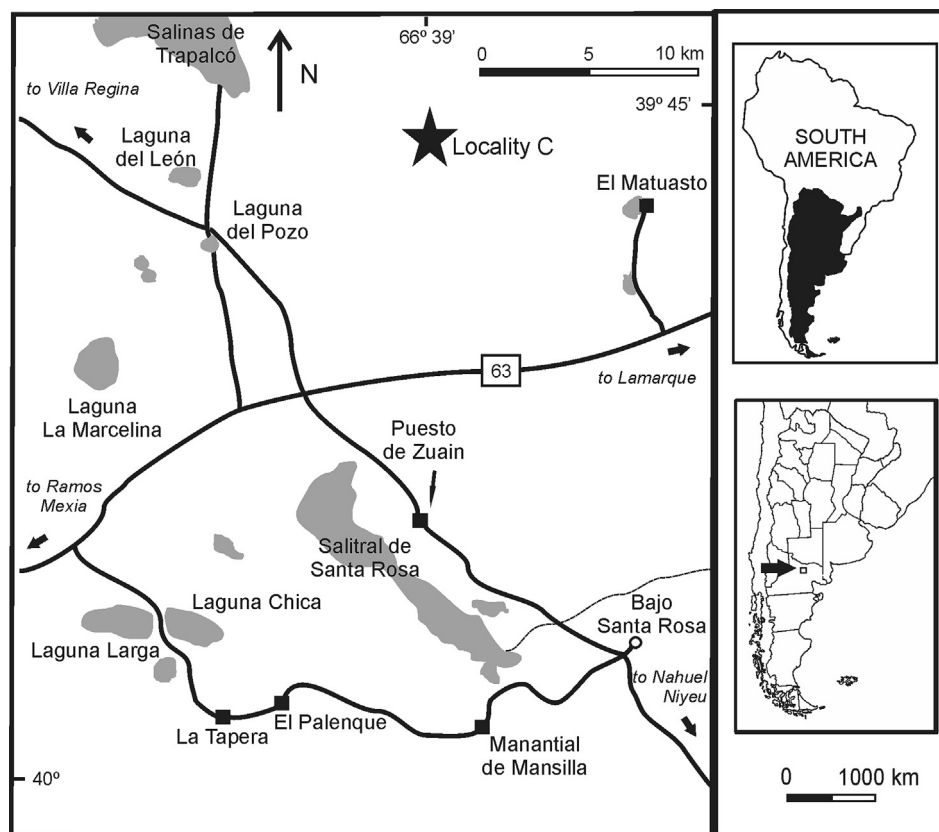 Salinas de
Trapalcó
66º 39'
0 5 10 km
N
to Villa Regina
39º 45'
Laguna
del León
Locality C
El Matuasto
Laguna
del Pozo
63
to Lamarque
Laguna
La Marcelina
Puesto
de Zuain
to Ramos
Mexia
Salitral de
Santa Rosa
Laguna Chica
Bajo
Santa Rosa
Laguna Larga
to Nahuel
Niyeu
La Tapera
El Palenque
Manantial
de Mansilla
40º
SOUTH
AMERICA
0 1000 km